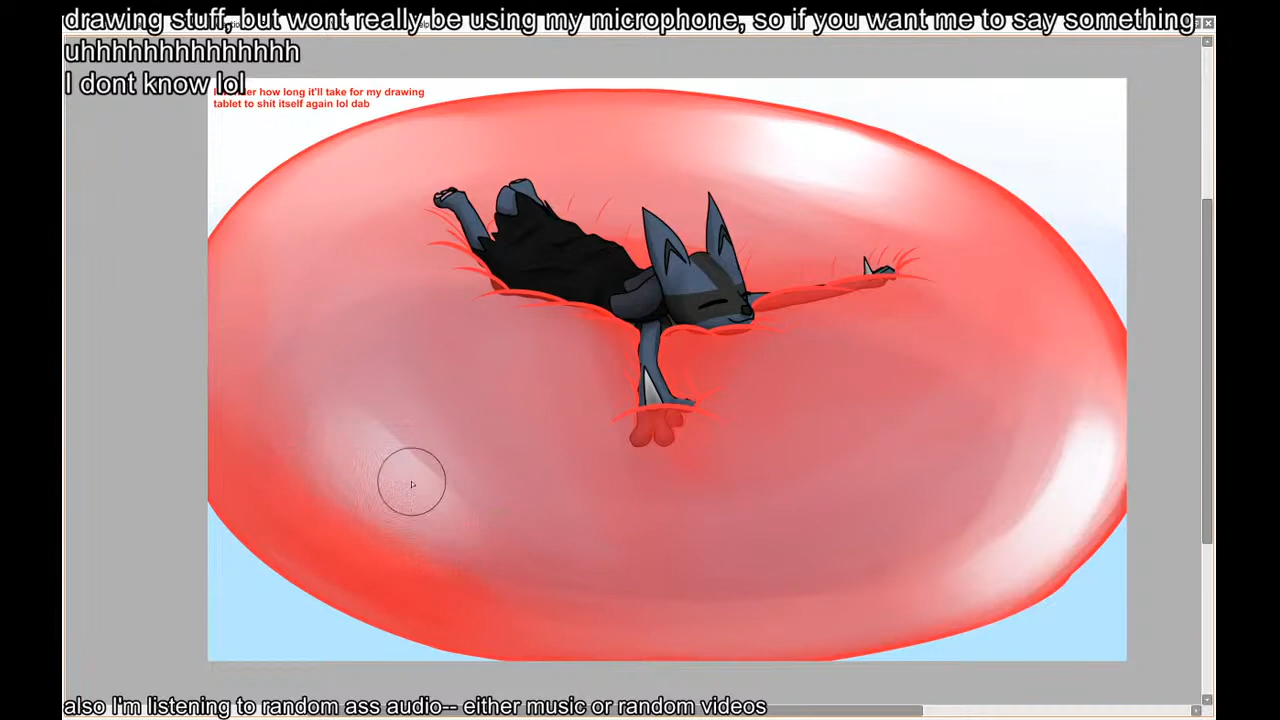 drawing stuff, but wont really be using my microphone, so if you want me to say something
uhhhhhhhhhhhhhhh
I dont know lol
how long it'll take for my drawing
tablet to shit itself again lol dab
also I'm listening to random ass audio-- either music or random videos